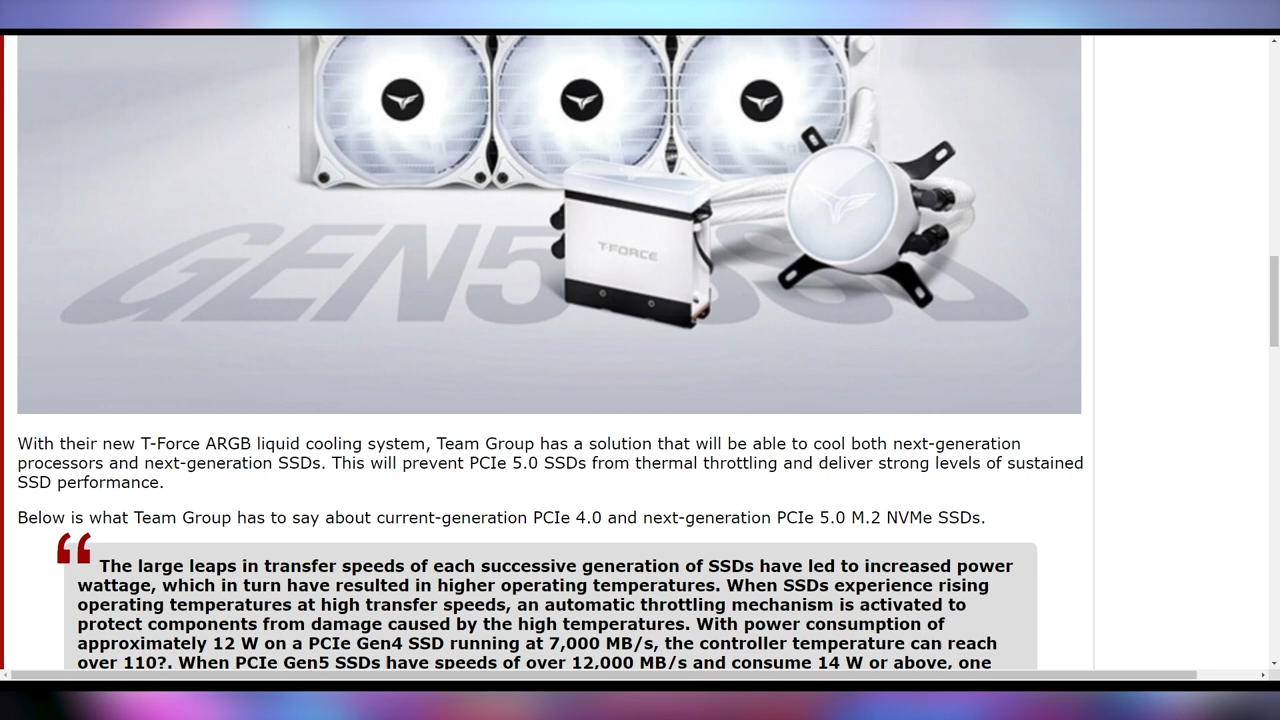 GEN5 SSD
T-FORCE
With their new T-Force ARGB liquid cooling system, Team Group has a solution that will be able to cool both next-generation
processors and next-generation SSDs. This will prevent PCIe 5.0 SSDs from thermal throttling and deliver strong levels of sustained
SSD performance.
Below is what Team Group has to say about current-generation PCIe 4.0 and next-generation PCIe 5.0 M.2 NVMe SSDs.
“ The large leaps in transfer speeds of each successive generation of SSDs have led to increased power
wattage, which in turn have resulted in higher operating temperatures. When SSDs experience rising
operating temperatures at high transfer speeds, an automatic throttling mechanism is activated to
protect components from damage caused by the high temperatures. With power consumption of
approximately 12 W on a PCIe Gen4 SSD running at 7,000 MB/s, the controller temperature can reach
over 110?. When PCIe Gen5 SSDs have speeds of over 12,000 MB/s and consume 14 W or above, one